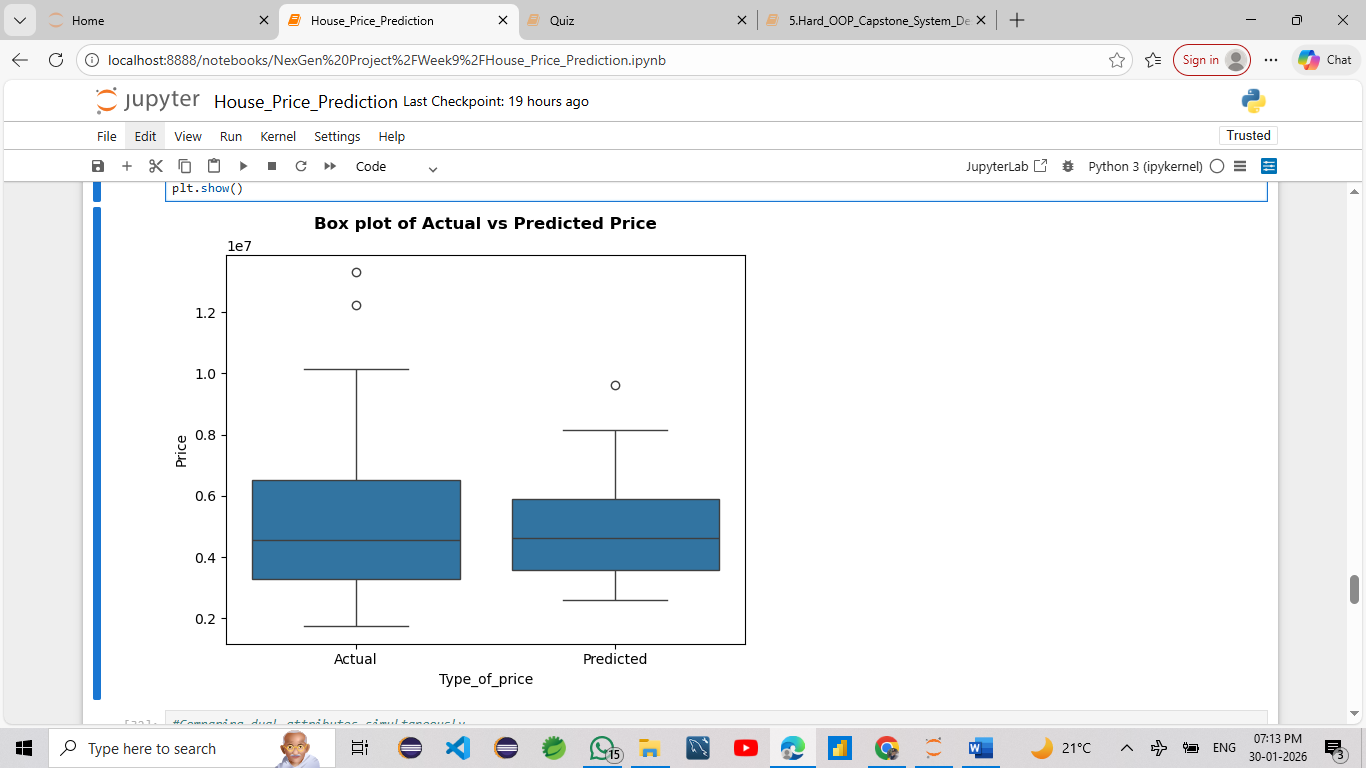 Home
House_Price_Prediction
Quiz
5.Hard_OOP_Capstone_System_De
localhost:8888/notebooks/NexGen%20Project%2FWeek9%2FHouse_Price_Prediction.ipynb
Sign in
Chat
jupyter House_Price_Prediction Last Checkpoint: 19 hours ago
File Edit View Run Kernel Settings Help
Trusted
Code
JupyterLab
Python 3 (ipykernel)
plt.show()
Box plot of Actual vs Predicted Price
1e7
1.2
1.0
0.8
0.6
0.4
0.2
Price
Actual Predicted
Type_of_price
#Comparing dual attributes simultaneously
Type here to search
15
21°C
ENG
07:13 PM
30-01-2026
3